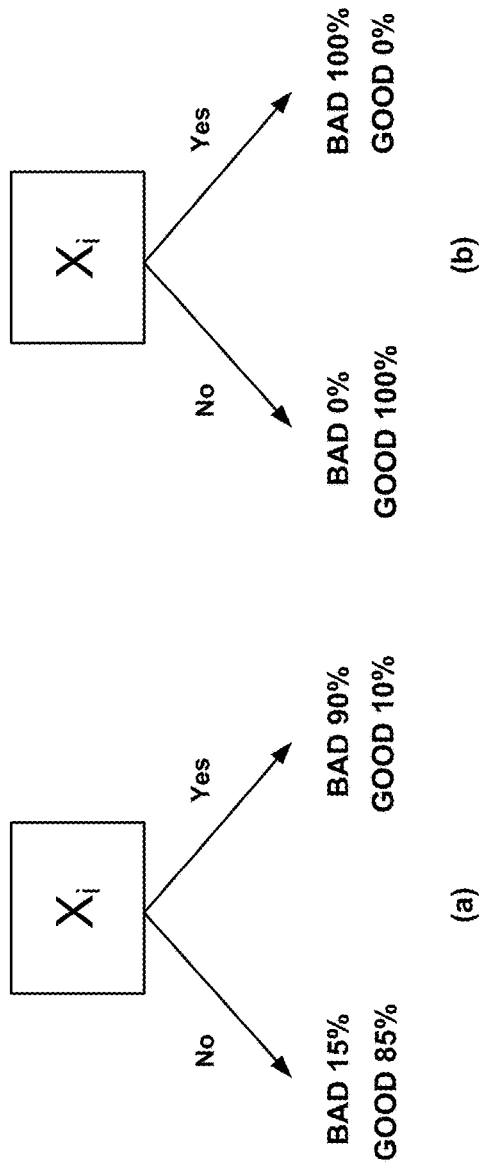 Xi
No
Yes
BAD 15%
GOOD 85%
BAD 90%
GOOD 10%
(a)
Xi
No
Yes
BAD 0%
GOOD 100%
BAD 100%
GOOD 0%
(b)